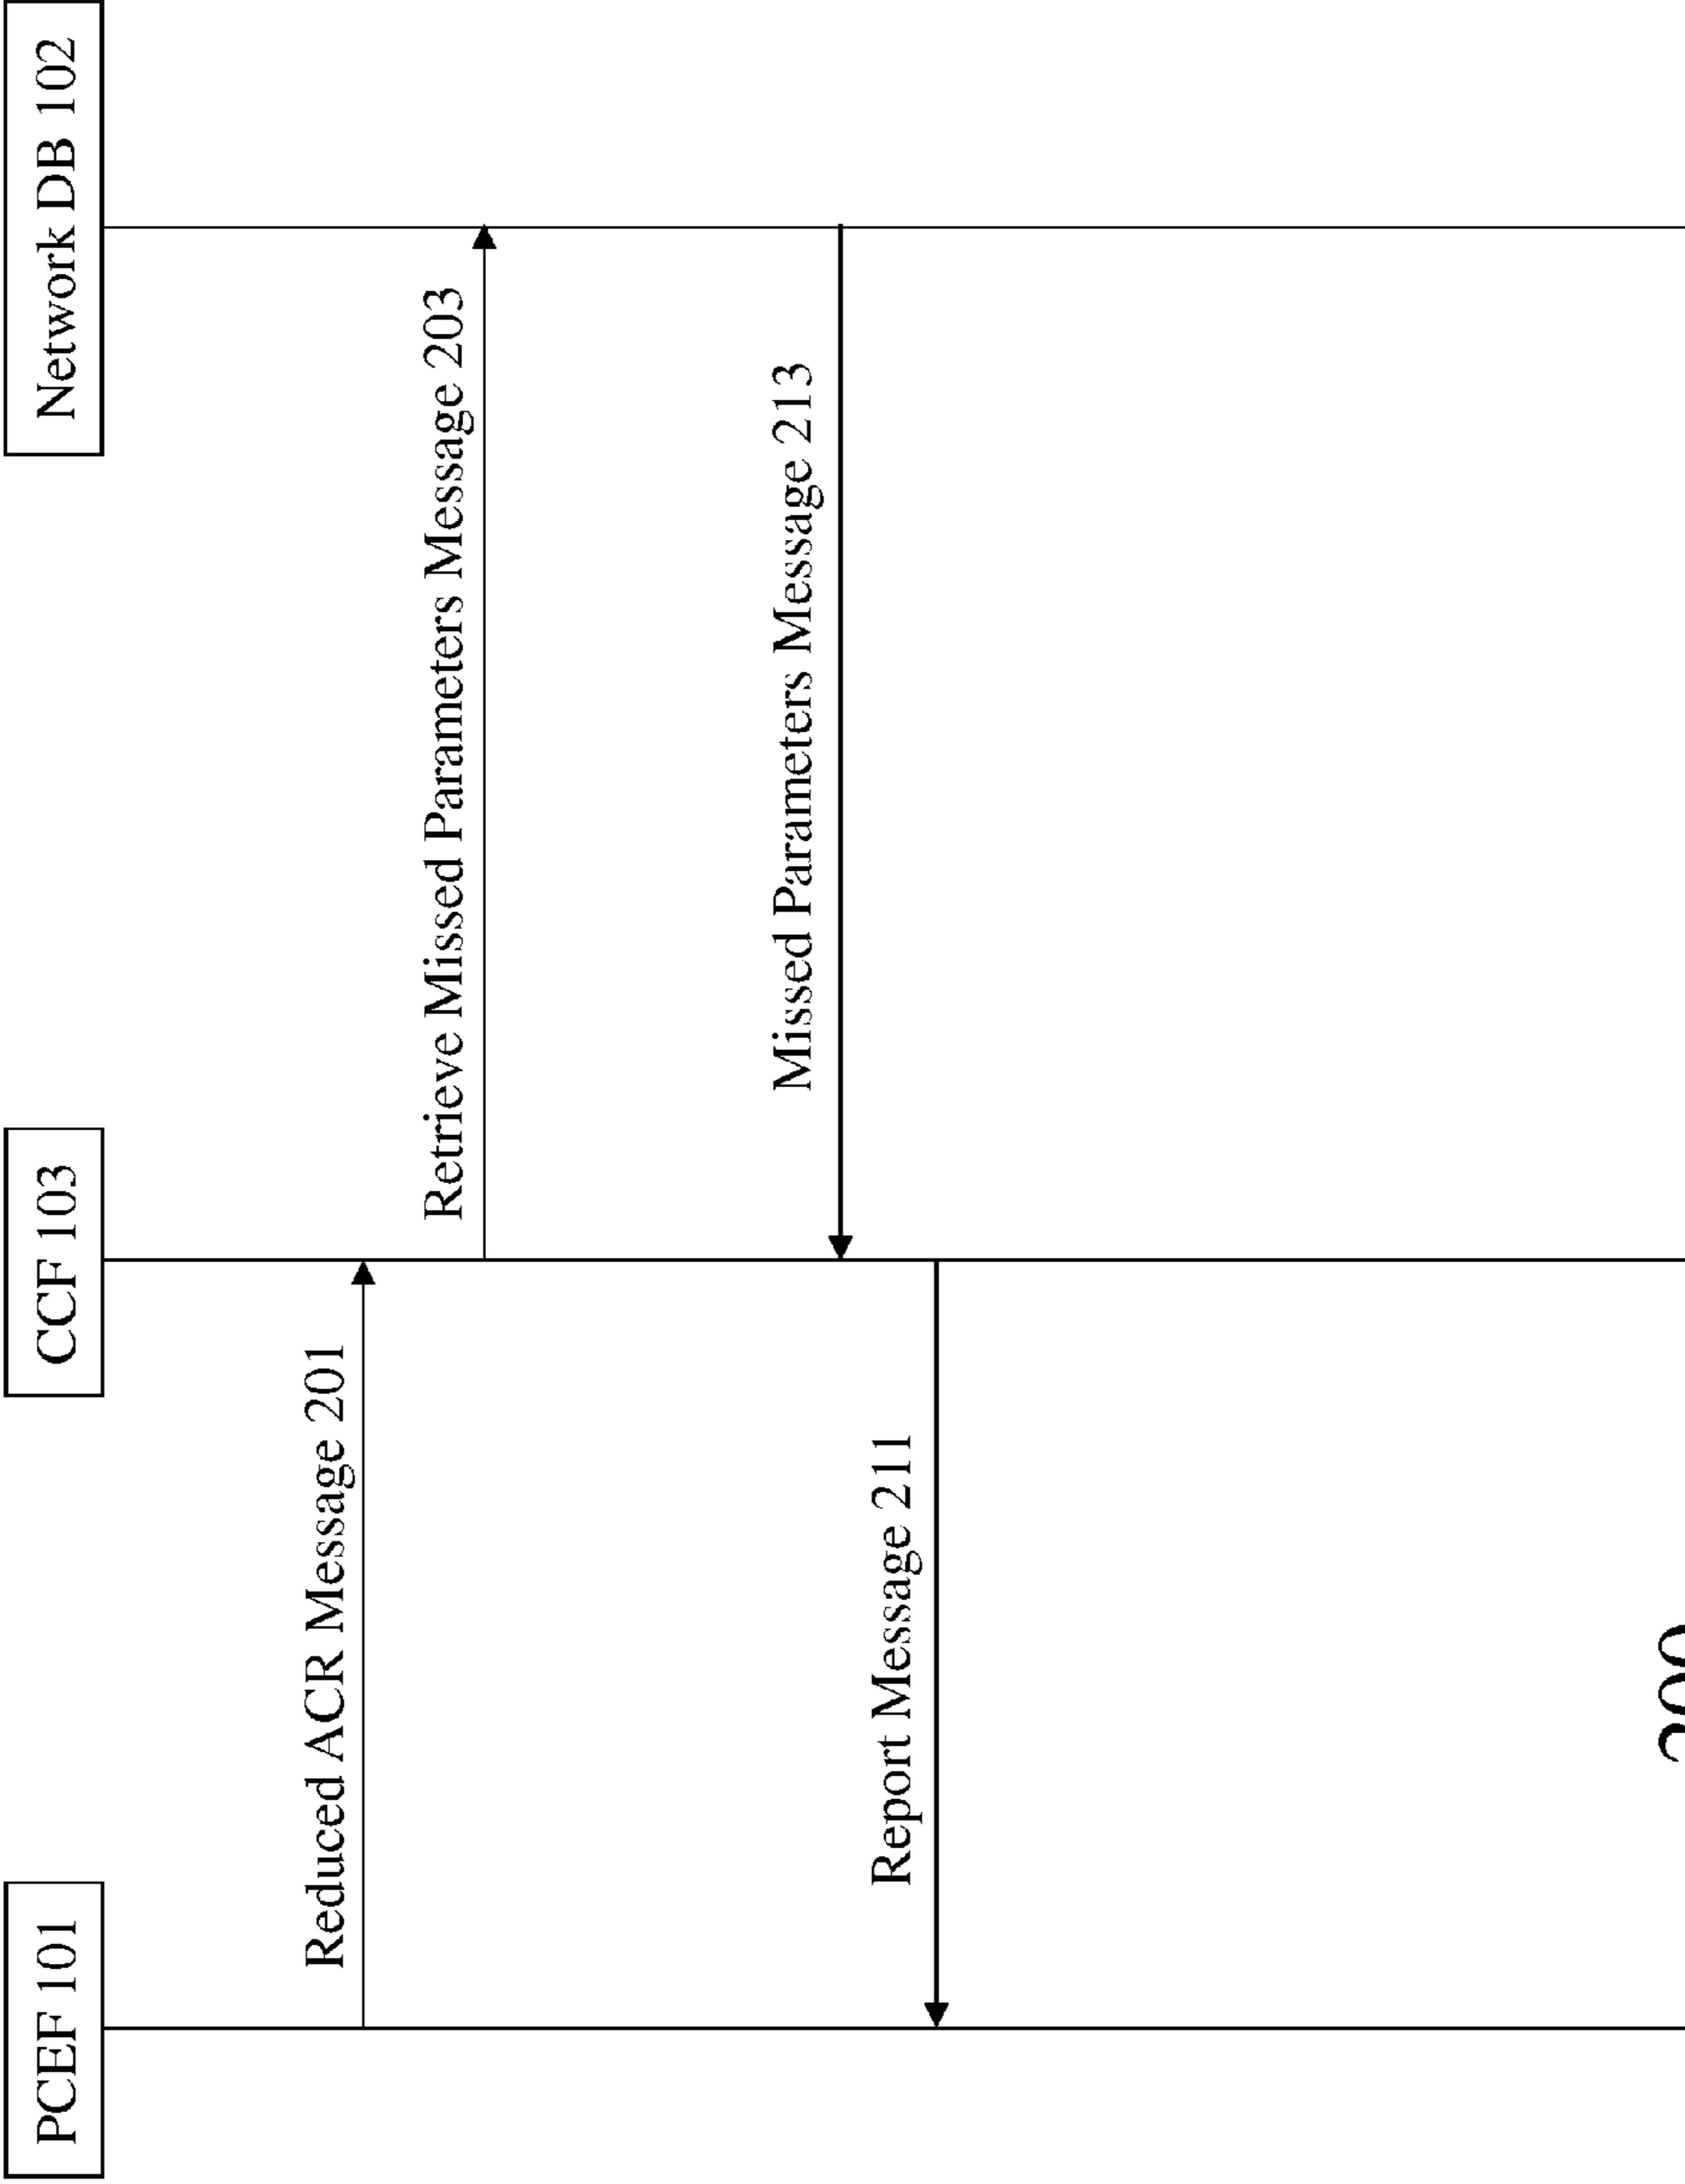 PCEF 101
CCF 103
Network DB 102
Reduced ACR Message 201
Retrieve Missed Parameters Message 203
Missed Parameters Message 213
Report Message 211